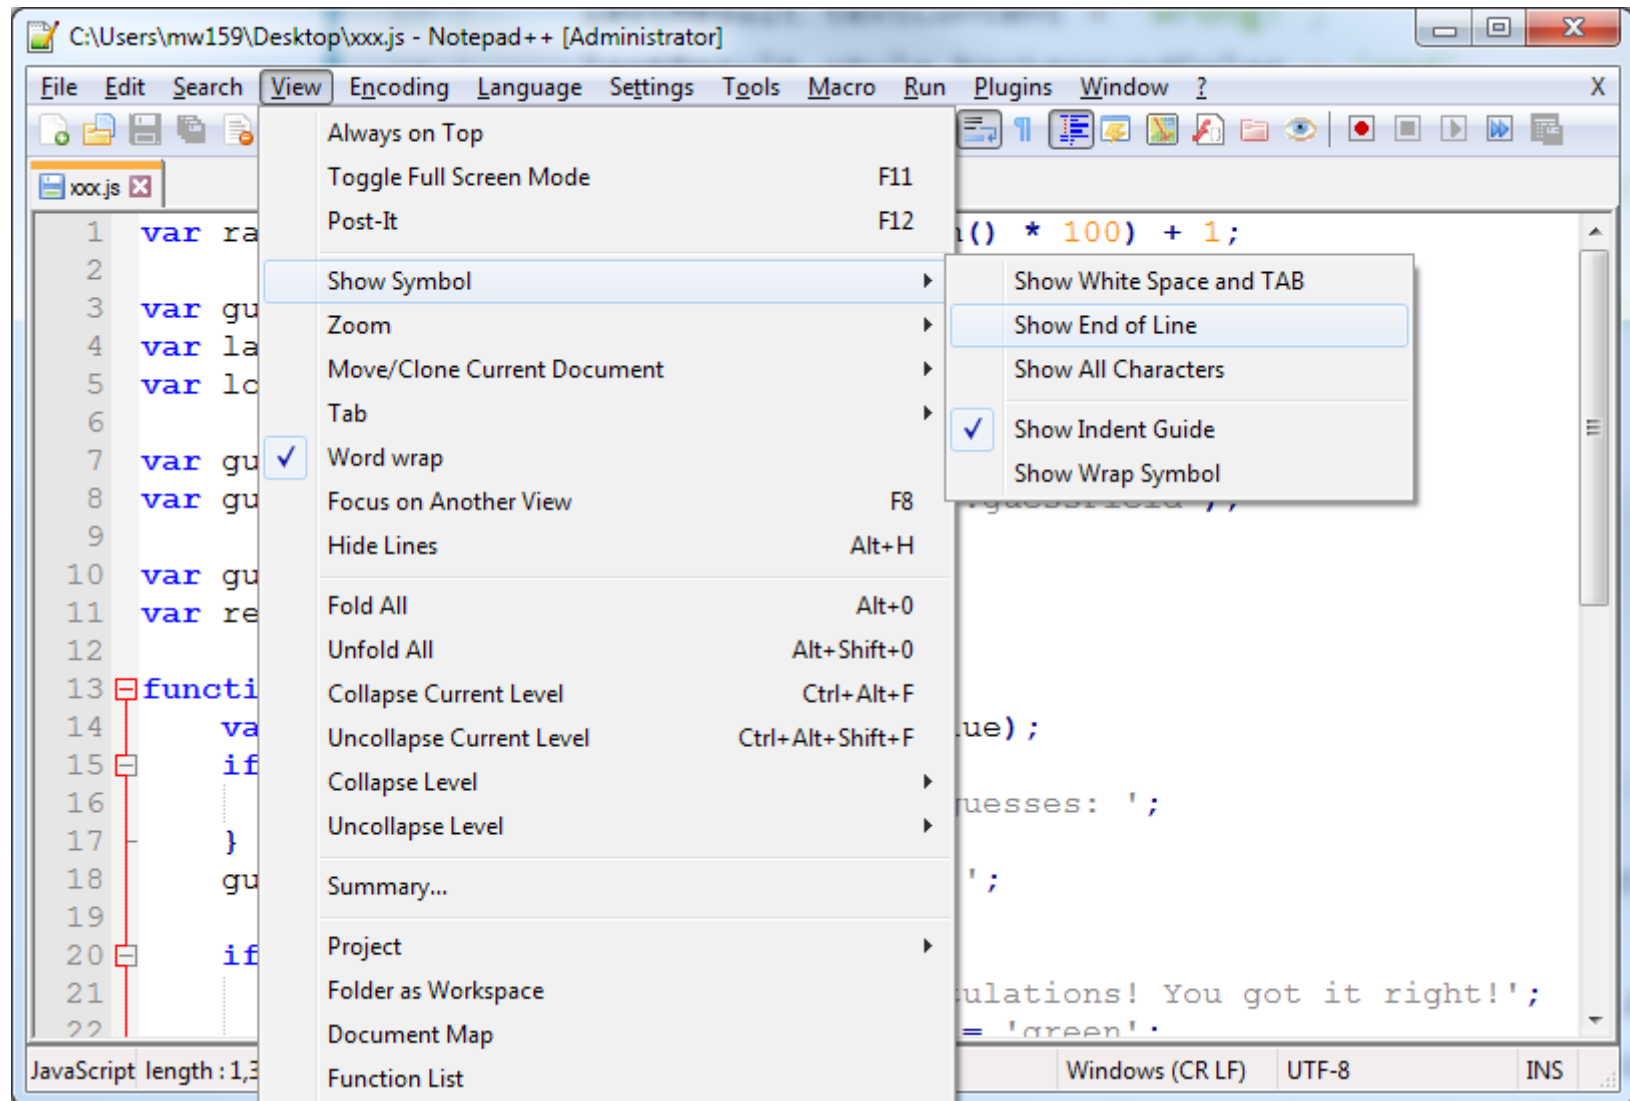 C:\Users\mw159\Desktop\xxx.js - Notepad++ [Administrator]
File Edit Search View Encoding Language Settings Tools Macro Run Plugins Window ? X
xxx.js
Always on Top
Toggle Full Screen Mode F11
Post-It F12
Show Symbol
Zoom
Move/Clone Current Document
Tab
Word wrap
Focus on Another View F8
Hide Lines Alt+H
Fold All Alt+0
Unfold All Alt+Shift+0
Collapse Current Level Ctrl+Alt+F
Uncollapse Current Level Ctrl+Alt+Shift+F
Collapse Level
Uncollapse Level
Summary...
Project
Folder as Workspace
Document Map
Function List
Show White Space and TAB
Show End of Line
Show All Characters
Show Indent Guide
Show Wrap Symbol
1 var ra () * 100) + 1;
2
3 var gu
4 var la
5 var lo
6
7 var gu
8 var gu
9
10 var gu
11 var re
12
13 functi
14 va ue);
15 if
16 uesses: ';
17 }
18 gu ';
19
20 if
21 ulations! You got it right!';
22 = 'green';
JavaScript length : 1,3 Windows (CR LF) UTF-8 INS